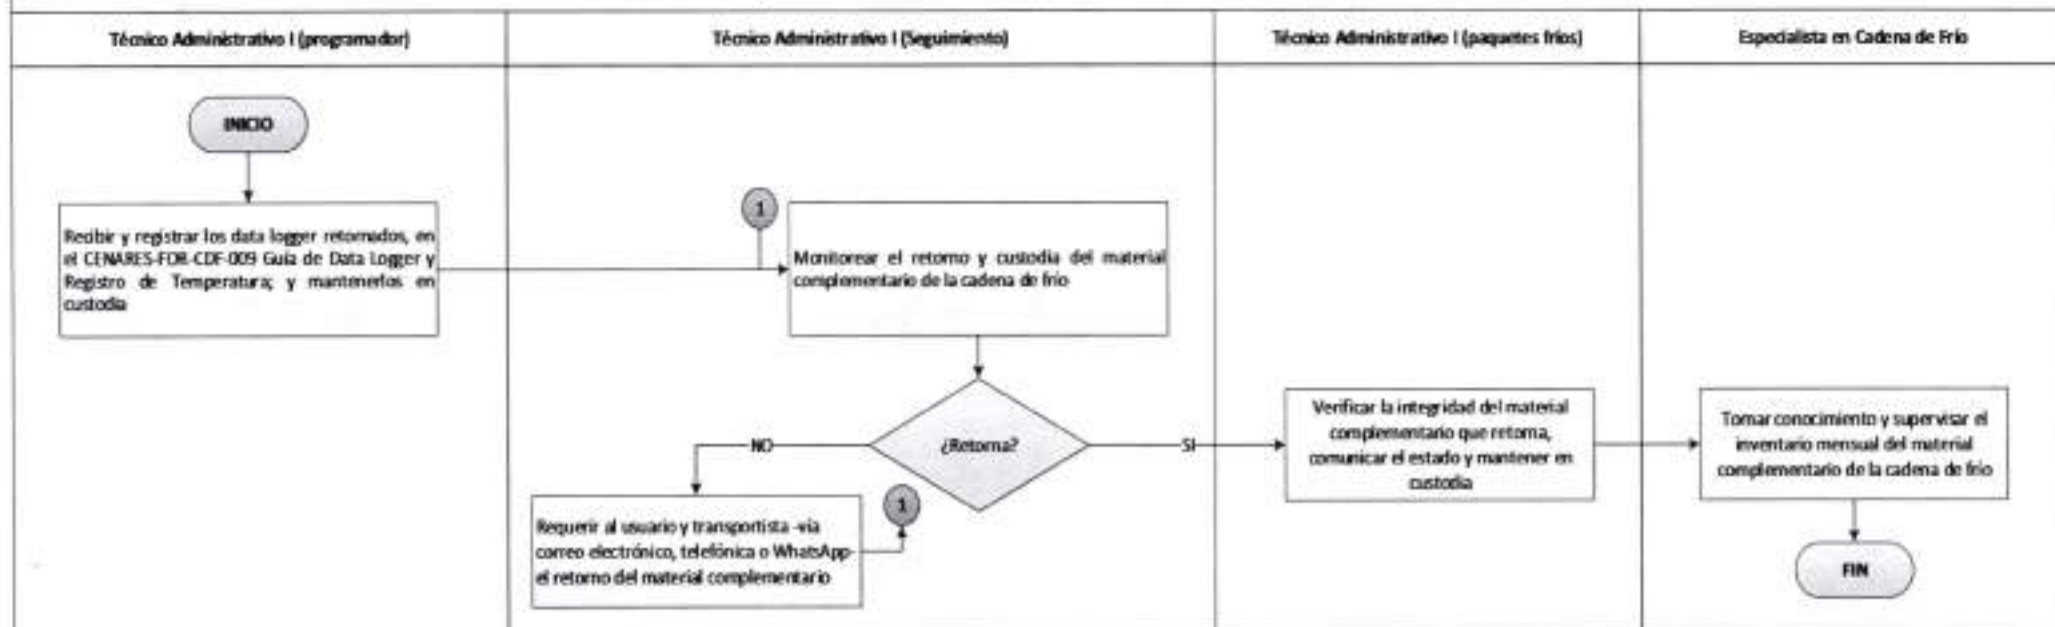 Técnico Administrativo I (programador)
Técnico Administrativo I (Seguimiento)
Técnico Administrativo I (paquetes fríos)
Especialista en Cadena de Frío
INICIO
Recibir y registrar los data logger retornados, en
el CENARES-FOR-CDF-009 Guía de Data Logger y
Registro de Temperatura; y mantenerlos en
custodia
1
Monitorear el retorno y custodia del material
complementario de la cadena de frío
¿Retorna?
NO
SI
Requerir al usuario y transportista -vía
correo electrónico, telefónica o WhatsApp-
el retorno del material complementario
1
Verificar la integridad del material
complementario que retorna,
comunicar el estado y mantener en
custodia
Tomar conocimiento y supervisar el
inventario mensual del material
complementario de la cadena de frío
FIN